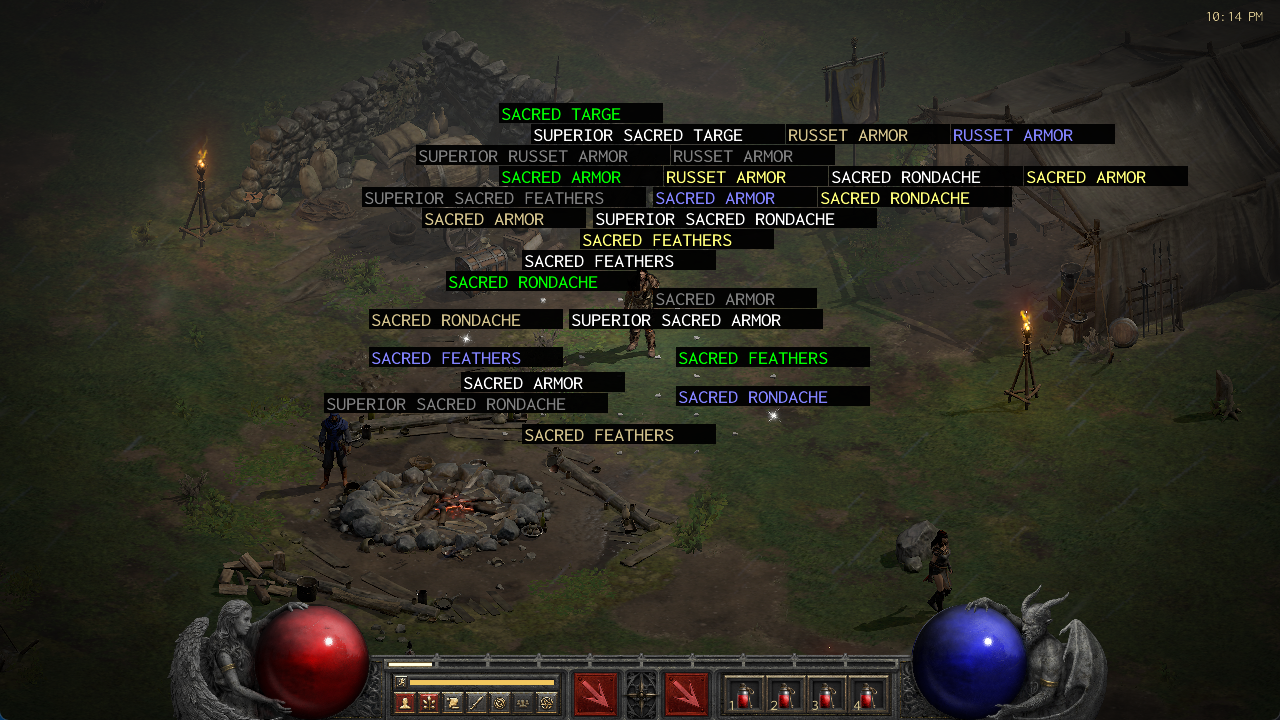 10:14 PM
SACRED TARGE
SUPERIOR SACRED TARGE RUSSET ARMOR RUSSET ARMOR
SUPERIOR RUSSET ARMOR RUSSET ARMOR
SACRED ARMOR RUSSET ARMOR SACRED RONDACHE SACRED ARMOR
SUPERIOR SACRED FEATHERS SACRED ARMOR SACRED RONDACHE
SACRED ARMOR SUPERIOR SACRED RONDACHE
SACRED FEATHERS
SACRED FEATHERS
SACRED RONDACHE
SACRED ARMOR
SACRED RONDACHE SUPERIOR SACRED ARMOR
SACRED FEATHERS SACRED FEATHERS
SACRED ARMOR
SACRED RONDACHE
SUPERIOR SACRED RONDACHE
SACRED FEATHERS
1 2 3 4